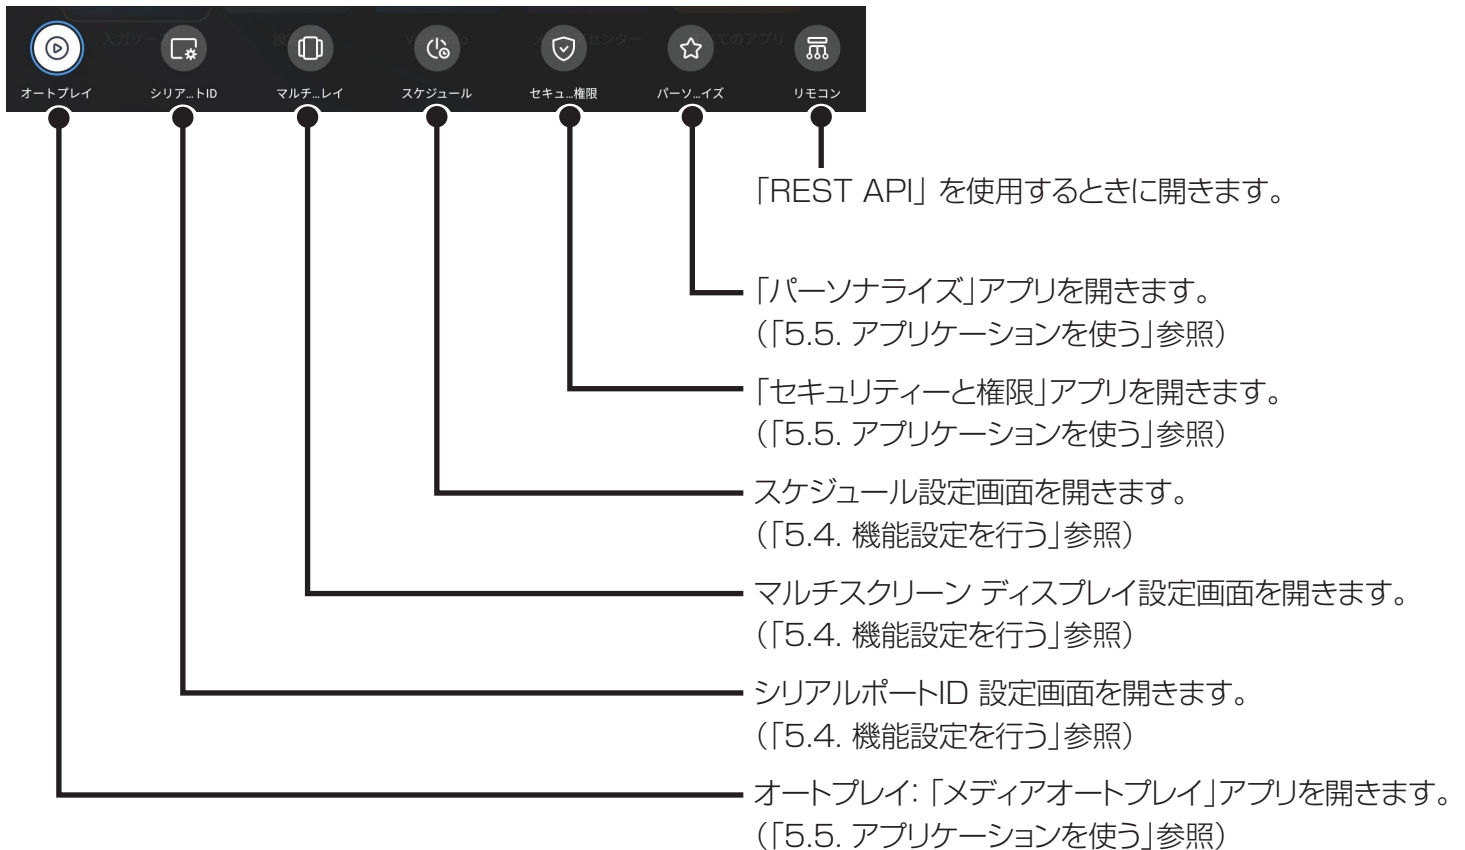 入力ソース
オートプレイ
シリア...トID
マルチ...レイ
スケジュール
セキュ...権限
パーソ...イズ
リモコン
「REST API」 を使用するときに開きます。
「パーソナライズ」アプリを開きます。
（「5.5. アプリケーションを使う」参照）
「セキュリティーと権限」アプリを開きます。
（「5.5. アプリケーションを使う」参照）
スケジュール設定画面を開きます。
（「5.4. 機能設定を行う」参照）
マルチスクリーン ディスプレイ設定画面を開きます。
（「5.4. 機能設定を行う」参照）
シリアルポートID 設定画面を開きます。
（「5.4. 機能設定を行う」参照）
オートプレイ：「メディアオートプレイ」アプリを開きます。
（「5.5. アプリケーションを使う」参照）